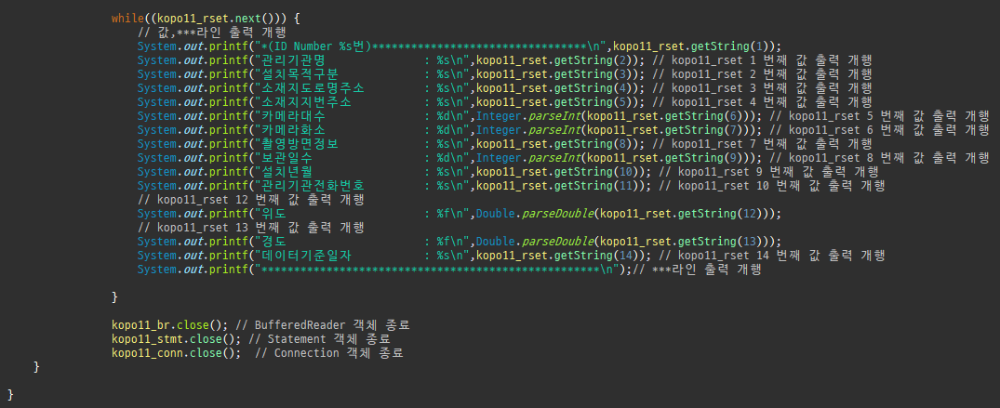 while((kopo11_rset.next())) {
// 값,***라인 출력 개행
System.out.printf("*(ID Number %s번)*********************************\n",kopo11_rset.getString(1));
System.out.printf("관리기관명 : %s\n",kopo11_rset.getString(2)); // kopo11_rset 1 번째 값 출력 개행
System.out.printf("설치목적구분 : %s\n",kopo11_rset.getString(3)); // kopo11_rset 2 번째 값 출력 개행
System.out.printf("소재지도로명주소 : %s\n",kopo11_rset.getString(4)); // kopo11_rset 3 번째 값 출력 개행
System.out.printf("소재지지번주소 : %s\n",kopo11_rset.getString(5)); // kopo11_rset 4 번째 값 출력 개행
System.out.printf("카메라대수 : %d\n",Integer.parseInt(kopo11_rset.getString(6))); // kopo11_rset 5 번째 값 출력 개행
System.out.printf("카메라화소 : %d\n",Integer.parseInt(kopo11_rset.getString(7))); // kopo11_rset 6 번째 값 출력 개행
System.out.printf("촬영방면정보 : %s\n",kopo11_rset.getString(8)); // kopo11_rset 7 번째 값 출력 개행
System.out.printf("보관일수 : %d\n",Integer.parseInt(kopo11_rset.getString(9))); // kopo11_rset 8 번째 값 출력 개행
System.out.printf("설치년월 : %s\n",kopo11_rset.getString(10)); // kopo11_rset 9 번째 값 출력 개행
System.out.printf("관리기관전화번호 : %s\n",kopo11_rset.getString(11)); // kopo11_rset 10 번째 값 출력 개행
// kopo11_rset 12 번째 값 출력 개행
System.out.printf("위도 : %f\n",Double.parseDouble(kopo11_rset.getString(12)));
// kopo11_rset 13 번째 값 출력 개행
System.out.printf("경도 : %f\n",Double.parseDouble(kopo11_rset.getString(13)));
System.out.printf("데이터기준일자 : %s\n",kopo11_rset.getString(14)); // kopo11_rset 14 번째 값 출력 개행
System.out.printf("****************************************************\n");// ***라인 출력 개행
}
kopo11_br.close(); // BufferedReader 객체 종료
kopo11_stmt.close(); // Statement 객체 종료
kopo11_conn.close(); // Connection 객체 종료
}
}